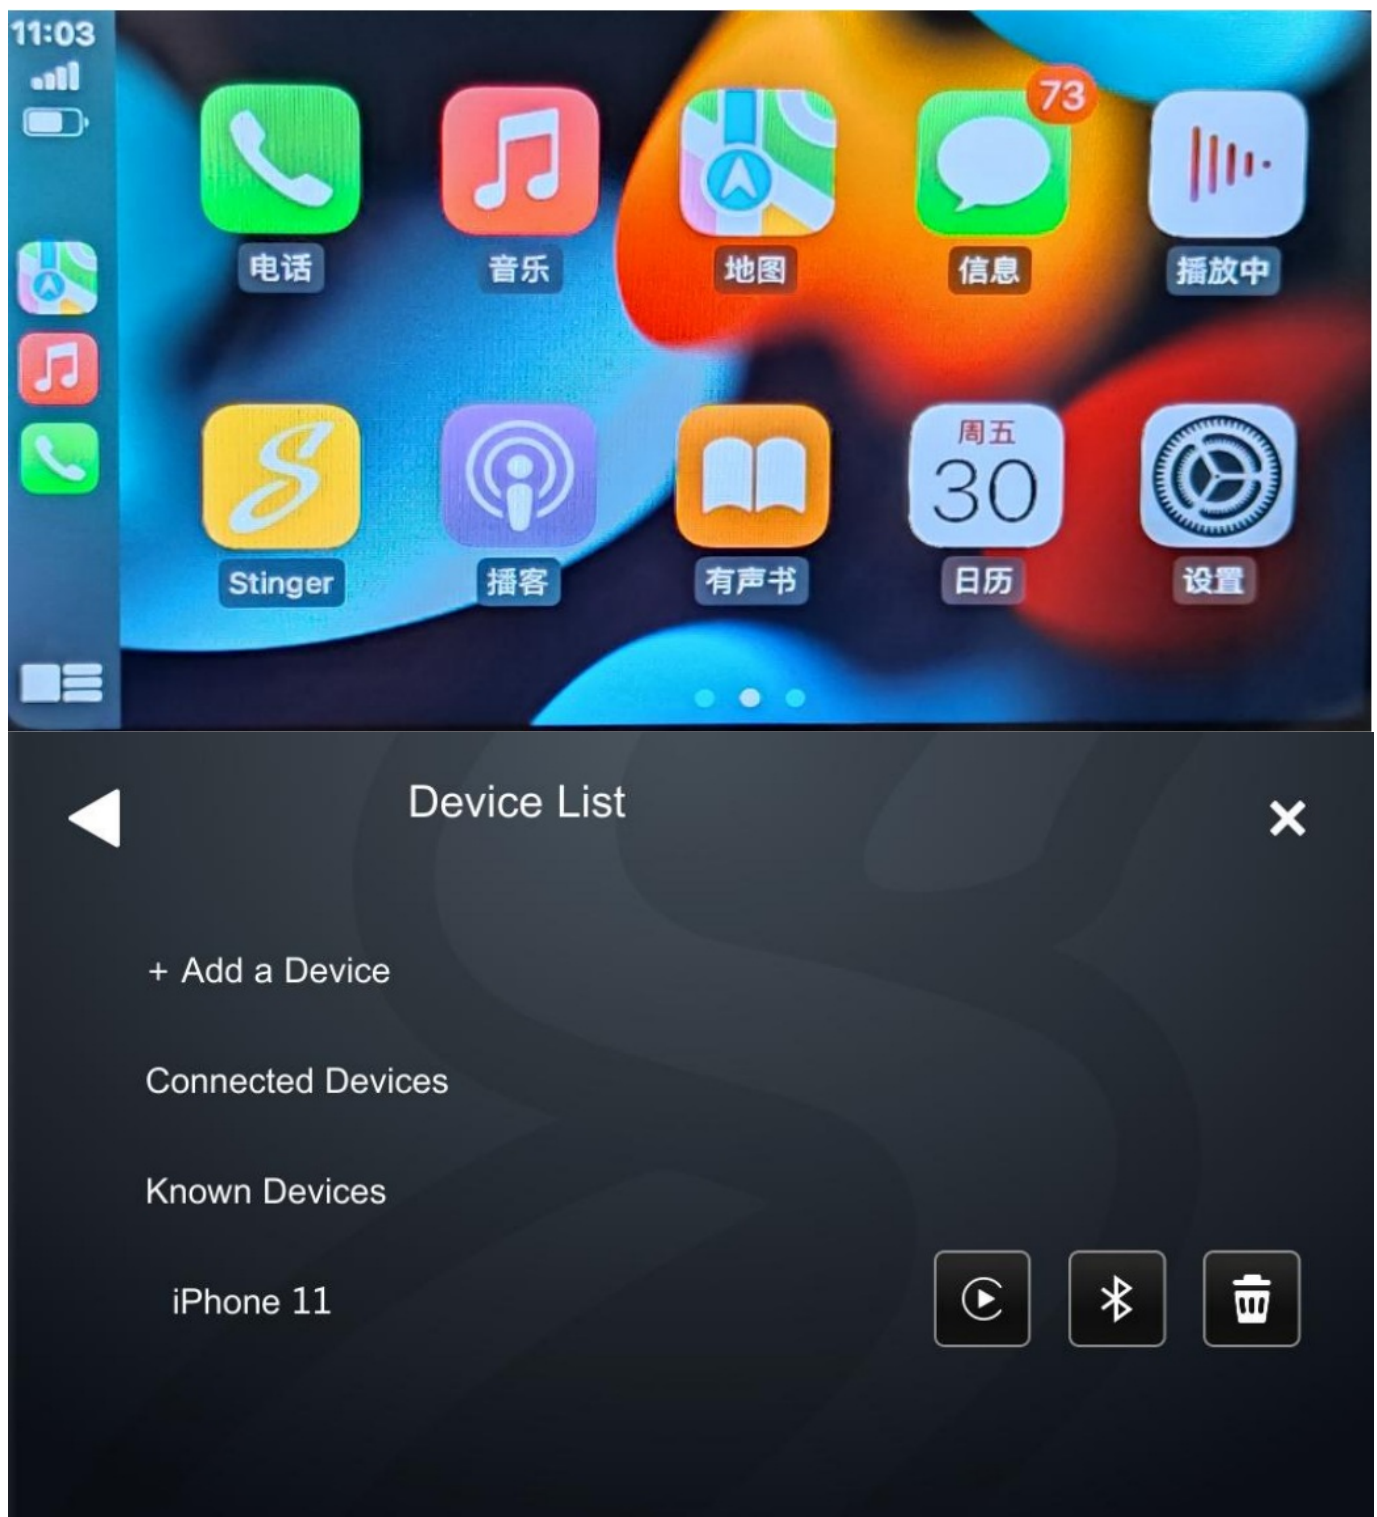 11:03
73
电话
音乐
地图
信息
播放中
周五
30
Stinger
播客
有声书
日历
设置
Device List
+ Add a Device
Connected Devices
Known Devices
iPhone 11